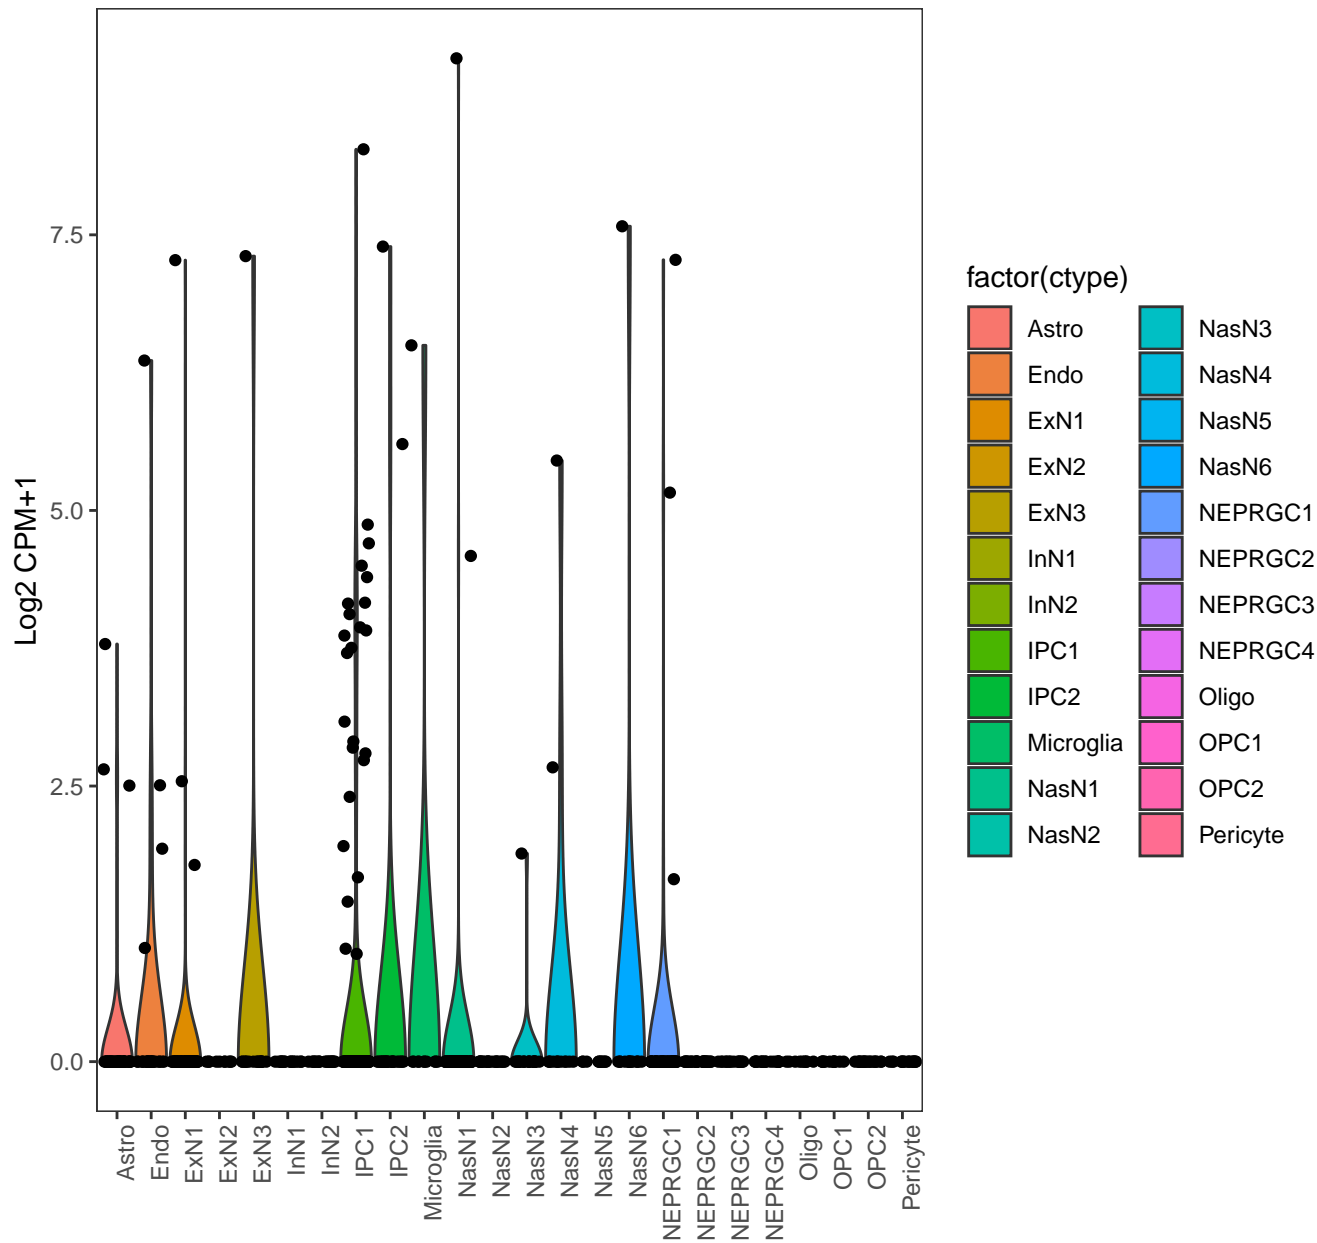 7.5
5.0
2.5
0.0
Log2 CPM+1
Astro
Endo
ExN1
ExN2
ExN3
InN1
InN2
IPC1
IPC2
Microglia
NasN1
NasN2
NasN3
NasN4
NasN5
NasN6
NEPRGC1
NEPRGC2
NEPRGC3
NEPRGC4
Oligo
OPC1
OPC2
Pericyte
factor(ctype)
Astro
Endo
ExN1
ExN2
ExN3
InN1
InN2
IPC1
IPC2
Microglia
NasN1
NasN2
NasN3
NasN4
NasN5
NasN6
NEPRGC1
NEPRGC2
NEPRGC3
NEPRGC4
Oligo
OPC1
OPC2
Pericyte